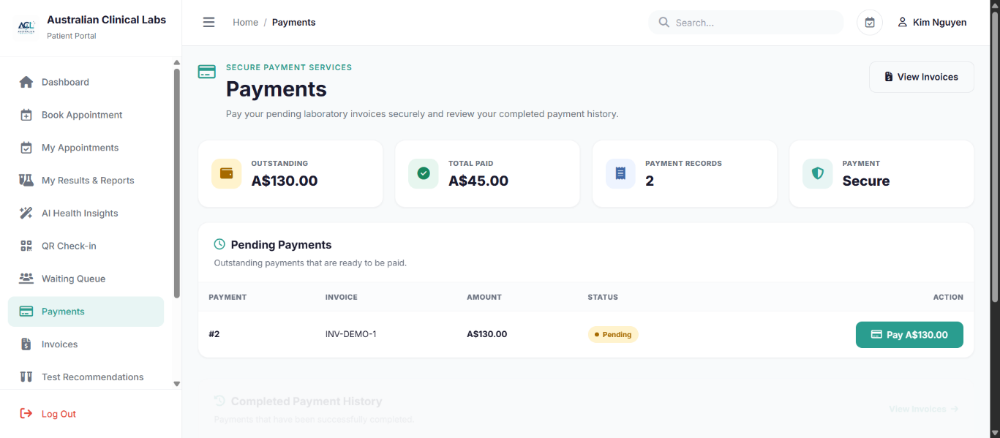 ACL
Australian Clinical Labs
Patient Portal
Home / Payments
Search...
Kim Nguyen
Dashboard
Book Appointment
My Appointments
My Results & Reports
AI Health Insights
QR Check-in
Waiting Queue
Payments
Invoices
Test Recommendations
Log Out
SECURE PAYMENT SERVICES
Payments
Pay your pending laboratory invoices securely and review your completed payment history.
View Invoices
OUTSTANDING
A$130.00
TOTAL PAID
A$45.00
PAYMENT RECORDS
2
PAYMENT
Secure
Pending Payments
Outstanding payments that are ready to be paid.
PAYMENT INVOICE AMOUNT STATUS ACTION
#2 INV-DEMO-1 A$130.00 Pending Pay A$130.00
Completed Payment History
Payments that have been successfully completed.
View Invoices →